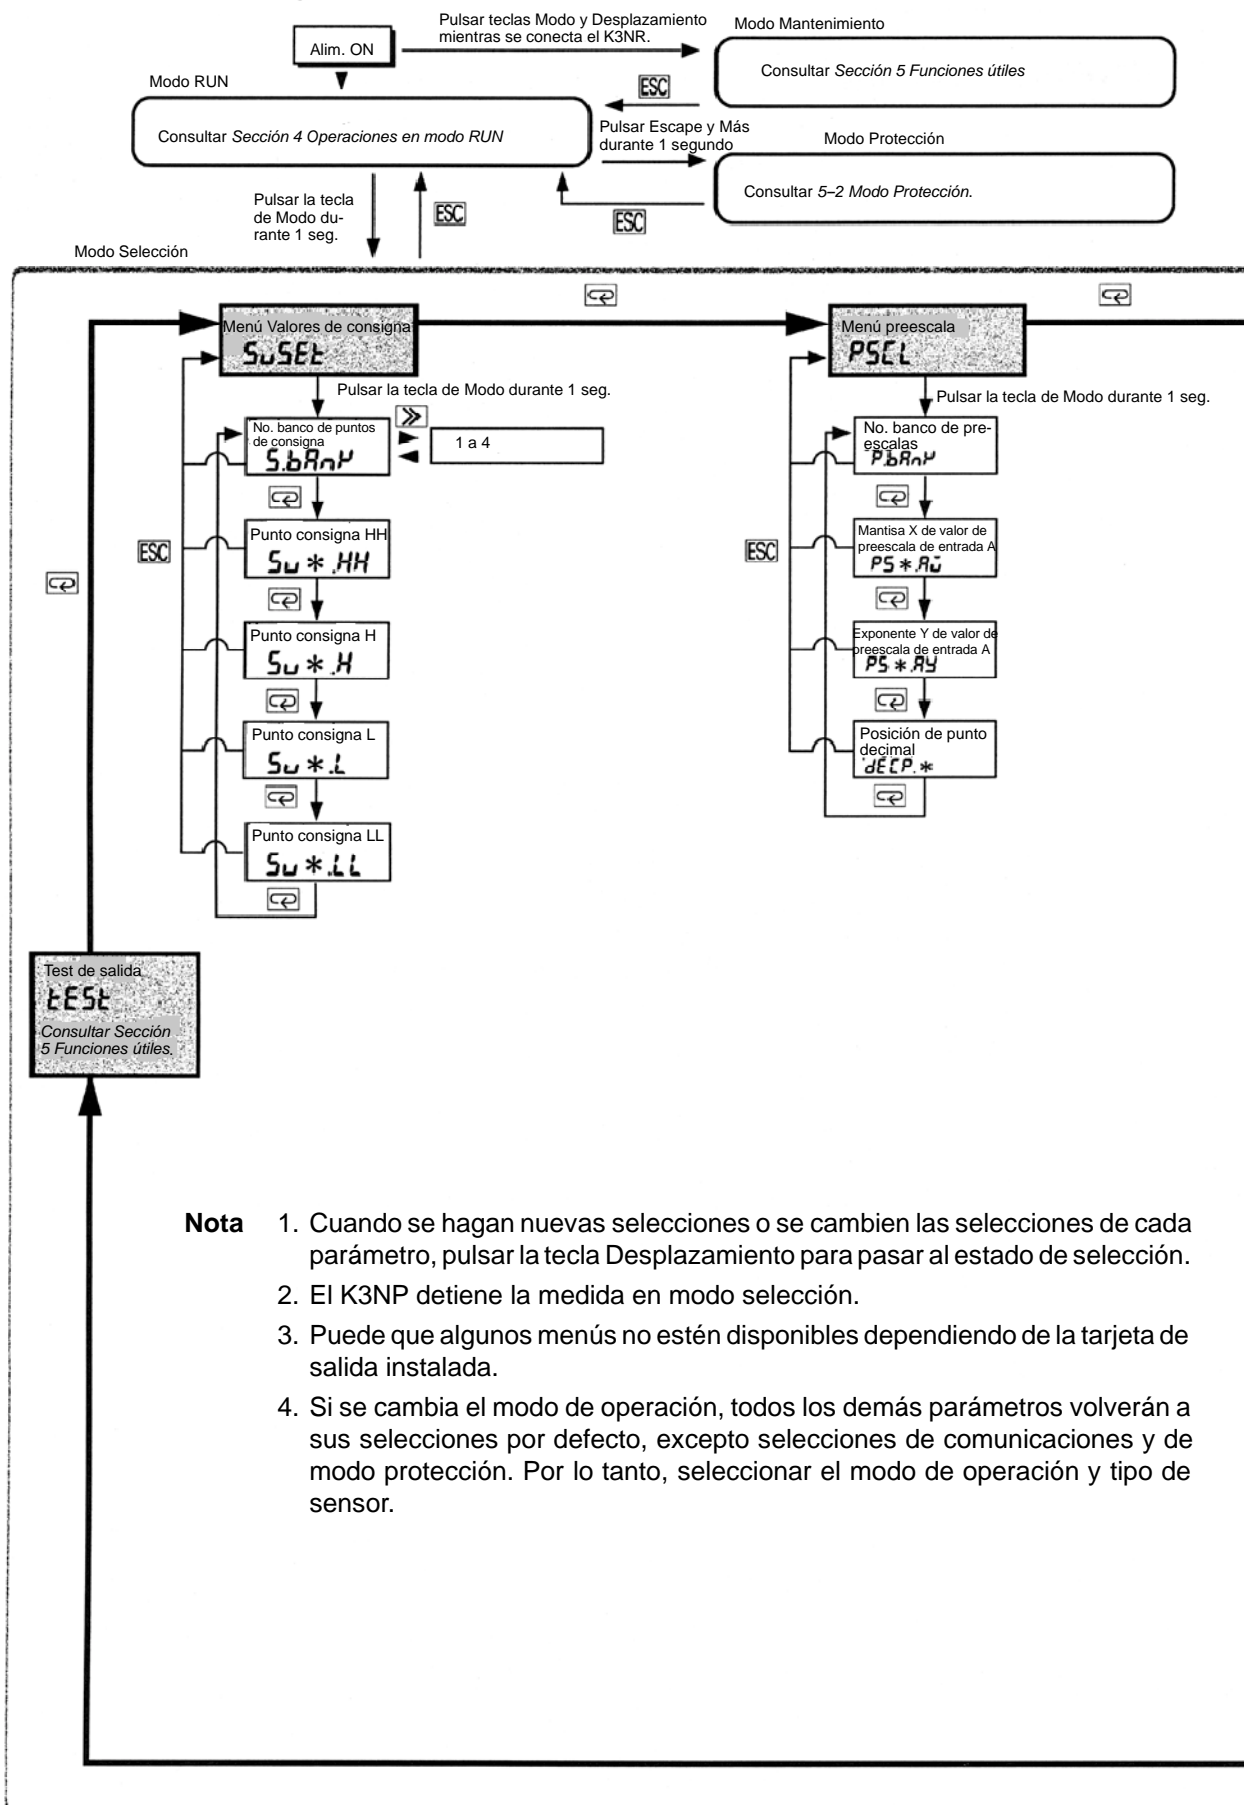 Pulsar teclas Modo y Desplazamiento
mientras se conecta el K3NR.
Modo Mantenimiento
Alim. ON
Consultar Sección 5 Funciones útiles
Modo RUN
ESC
Consultar Sección 4 Operaciones en modo RUN
Pulsar Escape y Más
durante 1 segundo
Modo Protección
Consultar 5–2 Modo Protección.
ESC
Pulsar la tecla
de Modo du-
rante 1 seg.
ESC
Modo Selección
Menú Valores de consigna
SvSEt
Pulsar la tecla de Modo durante 1 seg.
No. banco de puntos
de consigna
S.bAnK
1 a 4
ESC
Punto consigna HH
Sv*.HH
Punto consigna H
Sv*.H
Punto consigna L
Sv*.L
Punto consigna LL
Sv*.LL
Menú preescala
PSCL
Pulsar la tecla de Modo durante 1 seg.
No. banco de pre-
escalas
P.bAnK
ESC
Mantisa X de valor de
preescala de entrada A
PS*.AX
Exponente Y de valor de
preescala de entrada A
PS*.AY
Posición de punto
decimal
dECP.*
Test de salida
tESt
Consultar Sección
5 Funciones útiles.
Nota 1. Cuando se hagan nuevas selecciones o se cambien las selecciones de cada
parámetro, pulsar la tecla Desplazamiento para pasar al estado de selección.
2. El K3NP detiene la medida en modo selección.
3. Puede que algunos menús no estén disponibles dependiendo de la tarjeta de
salida instalada.
4. Si se cambia el modo de operación, todos los demás parámetros volverán a
sus selecciones por defecto, excepto selecciones de comunicaciones y de
modo protección. Por lo tanto, seleccionar el modo de operación y tipo de
sensor.